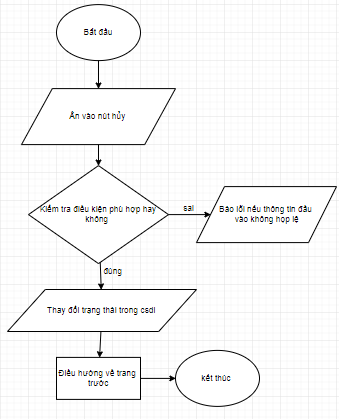 Bắt đầu
Ấn vào nút hủy
Kiểm tra điều kiện phù hợp hay
không
sai
Báo lỗi nếu thông tin đầu
vào không hợp lệ
đúng
Thay đổi trạng thái trong csdl
Điều hướng về trang
trước
kết thúc